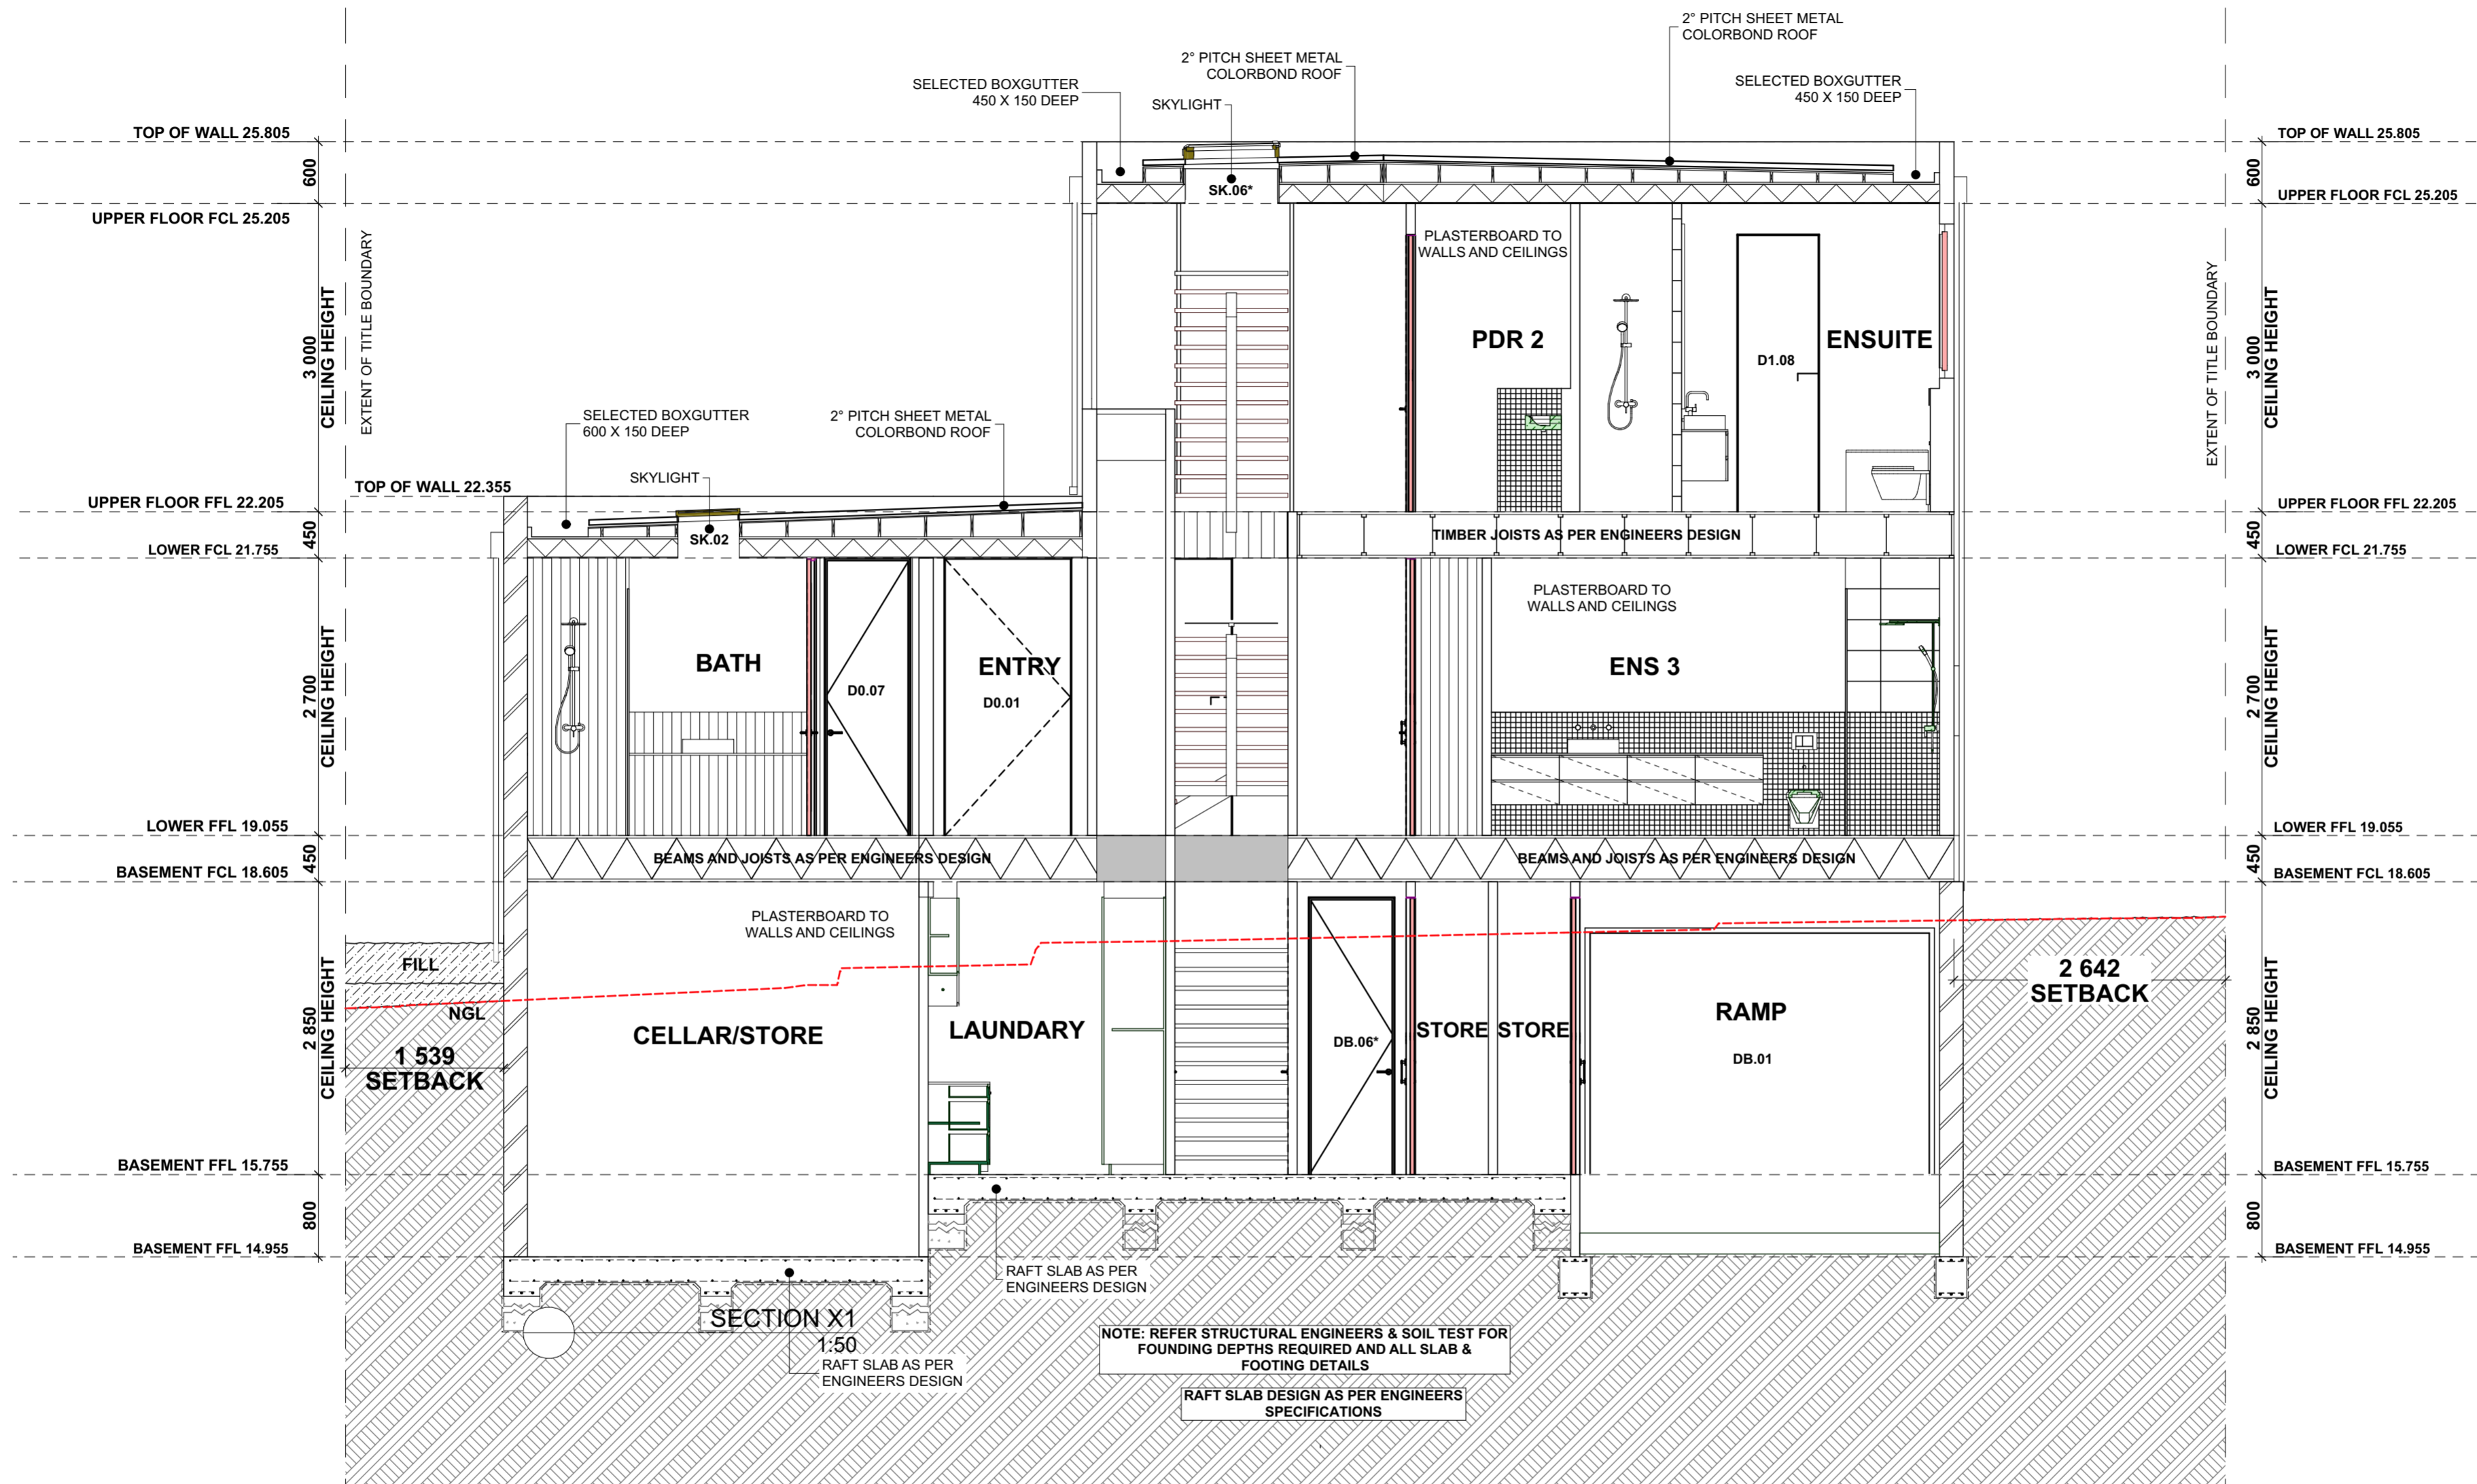 2° PITCH SHEET METAL
COLORBOND ROOF
2° PITCH SHEET METAL
COLORBOND ROOF
SELECTED BOXGUTTER
450 X 150 DEEP
SKYLIGHT
SELECTED BOXGUTTER
450 X 150 DEEP
TOP OF WALL 25.805
TOP OF WALL 25.805
600
600
SK.06*
UPPER FLOOR FCL 25.205
UPPER FLOOR FCL 25.205
EXTENT OF TITLE BOUNDARY
EXTENT OF TITLE BOUNDARY
PLASTERBOARD TO
WALLS AND CEILINGS
3 000
CEILING HEIGHT
3 000
CEILING HEIGHT
PDR 2
D1.08
ENSUITE
SELECTED BOXGUTTER
600 X 150 DEEP
2° PITCH SHEET METAL
COLORBOND ROOF
SKYLIGHT
TOP OF WALL 22.355
UPPER FLOOR FFL 22.205
UPPER FLOOR FFL 22.205
450
450
SK.02
TIMBER JOISTS AS PER ENGINEERS DESIGN
LOWER FCL 21.755
LOWER FCL 21.755
PLASTERBOARD TO
WALLS AND CEILINGS
2 700
CEILING HEIGHT
2 700
CEILING HEIGHT
BATH
D0.07
ENTRY
D0.01
ENS 3
LOWER FFL 19.055
LOWER FFL 19.055
450
450
BEAMS AND JOISTS AS PER ENGINEERS DESIGN
BEAMS AND JOISTS AS PER ENGINEERS DESIGN
BASEMENT FCL 18.605
BASEMENT FCL 18.605
PLASTERBOARD TO
WALLS AND CEILINGS
FILL
NGL
2 850
CEILING HEIGHT
2 850
CEILING HEIGHT
1 539
SETBACK
2 642
SETBACK
CELLAR/STORE
LAUNDARY
DB.06*
STORE
STORE
RAMP
DB.01
BASEMENT FFL 15.755
BASEMENT FFL 15.755
800
800
BASEMENT FFL 14.955
BASEMENT FFL 14.955
RAFT SLAB AS PER
ENGINEERS DESIGN
SECTION X1
1:50
RAFT SLAB AS PER
ENGINEERS DESIGN
NOTE: REFER STRUCTURAL ENGINEERS & SOIL TEST FOR
FOUNDING DEPTHS REQUIRED AND ALL SLAB &
FOOTING DETAILS
RAFT SLAB DESIGN AS PER ENGINEERS
SPECIFICATIONS